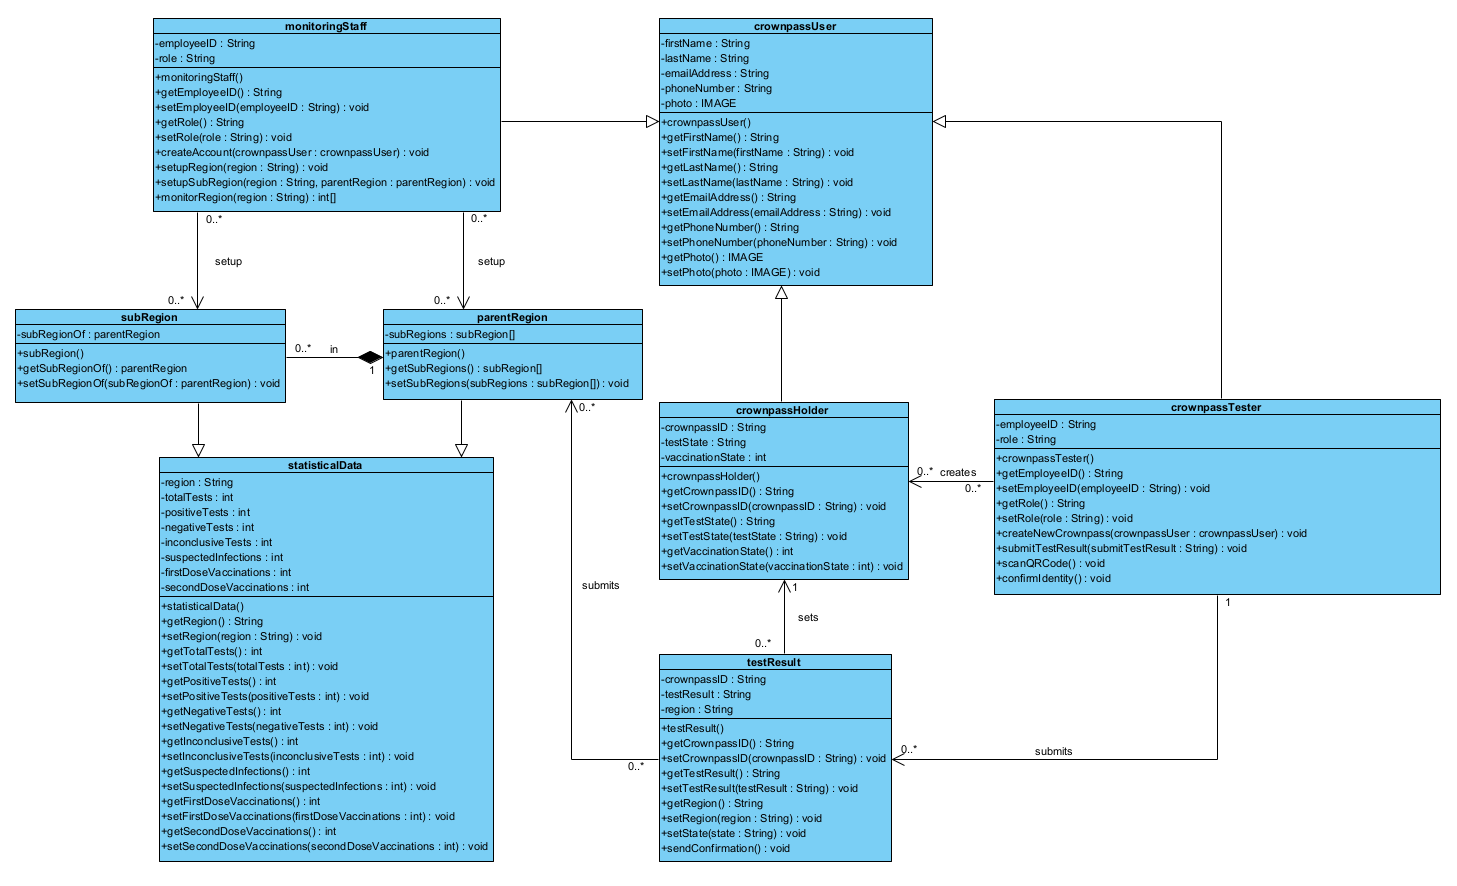 monitoringStaff
-employeeID : String
-role : String
+monitoringStaff()
+getEmployeeID() : String
+setEmployeeID(employeeID : String) : void
+getRole() : String
+setRole(role : String) : void
+createAccount(crownpassUser : crownpassUser) : void
+setupRegion(region : String) : void
+setupSubRegion(region : String, parentRegion : parentRegion) : void
+monitorRegion(region : String) : int[]
crownpassUser
-firstName : String
-lastName : String
-emailAddress : String
-phoneNumber : String
-photo : IMAGE
+crownpassUser()
+getFirstName() : String
+setFirstName(firstName : String) : void
+getLastName() : String
+setLastName(lastName : String) : void
+getEmailAddress() : String
+setEmailAddress(emailAddress : String) : void
+getPhoneNumber() : String
+setPhoneNumber(phoneNumber : String) : void
+getPhoto() : IMAGE
+setPhoto(photo : IMAGE) : void
0..*
0..*
setup
setup
0..*
0..*
subRegion
-subRegionOf : parentRegion
+subRegion()
+getSubRegionOf() : parentRegion
+setSubRegionOf(subRegionOf : parentRegion) : void
0..*
in
1
parentRegion
-subRegions : subRegion[]
+parentRegion()
+getSubRegions() : subRegion[]
+setSubRegions(subRegions : subRegion[]) : void
0..*
submits
0..*
statisticalData
-region : String
-totalTests : int
-positiveTests : int
-negativeTests : int
-inconclusiveTests : int
-suspectedInfections : int
-firstDoseVaccinations : int
-secondDoseVaccinations : int
+statisticalData()
+getRegion() : String
+setRegion(region : String) : void
+getTotalTests() : int
+setTotalTests(totalTests : int) : void
+getPositiveTests() : int
+setPositiveTests(positiveTests : int) : void
+getNegativeTests() : int
+setNegativeTests(negativeTests : int) : void
+getInconclusiveTests() : int
+setInconclusiveTests(inconclusiveTests : int) : void
+getSuspectedInfections() : int
+setSuspectedInfections(suspectedInfections : int) : void
+getFirstDoseVaccinations() : int
+setFirstDoseVaccinations(firstDoseVaccinations : int) : void
+getSecondDoseVaccinations() : int
+setSecondDoseVaccinations(secondDoseVaccinations : int) : void
crownpassHolder
-crownpassID : String
-testState : String
-vaccinationState : int
+crownpassHolder()
+getCrownpassID() : String
+setCrownpassID(crownpassID : String) : void
+getTestState() : String
+setTestState(testState : String) : void
+getVaccinationState() : int
+setVaccinationState(vaccinationState : int) : void
0..*
creates
0..*
crownpassTester
-employeeID : String
-role : String
+crownpassTester()
+getEmployeeID() : String
+setEmployeeID(employeeID : String) : void
+getRole() : String
+setRole(role : String) : void
+createNewCrownpass(crownpassUser : crownpassUser) : void
+submitTestResult(submitTestResult : String) : void
+scanQRCode() : void
+confirmIdentity() : void
1
sets
0..*
1
submits
0..*
testResult
-crownpassID : String
-testResult : String
-region : String
+testResult()
+getCrownpassID() : String
+setCrownpassID(crownpassID : String) : void
+getTestResult() : String
+setTestResult(testResult : String) : void
+getRegion() : String
+setRegion(region : String) : void
+setState(state : String) : void
+sendConfirmation() : void